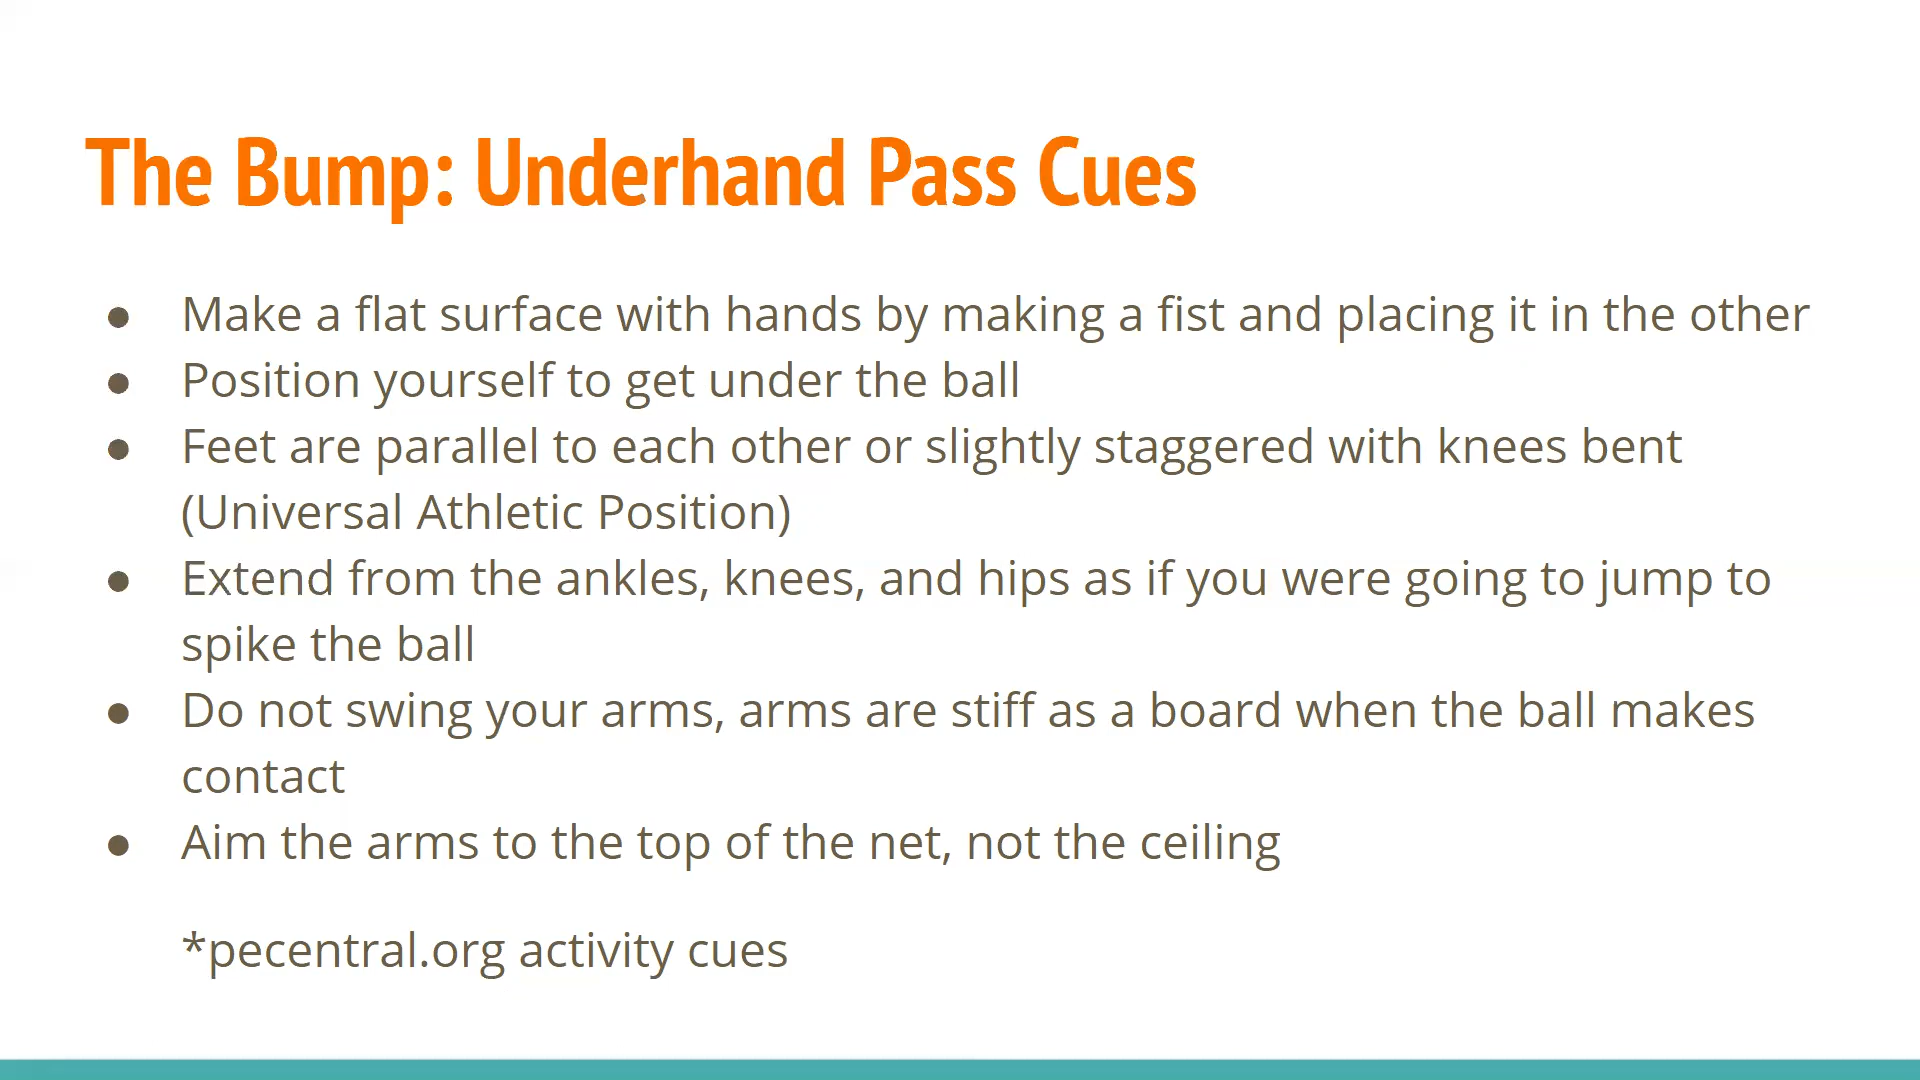 The Bump: Underhand Pass Cues
● Make a flat surface with hands by making a fist and placing it in the other
● Position yourself to get under the ball
● Feet are parallel to each other or slightly staggered with knees bent
(Universal Athletic Position)
● Extend from the ankles, knees, and hips as if you were going to jump to
spike the ball
● Do not swing your arms, arms are stiff as a board when the ball makes
contact
● Aim the arms to the top of the net, not the ceiling
*pecentral.org activity cues